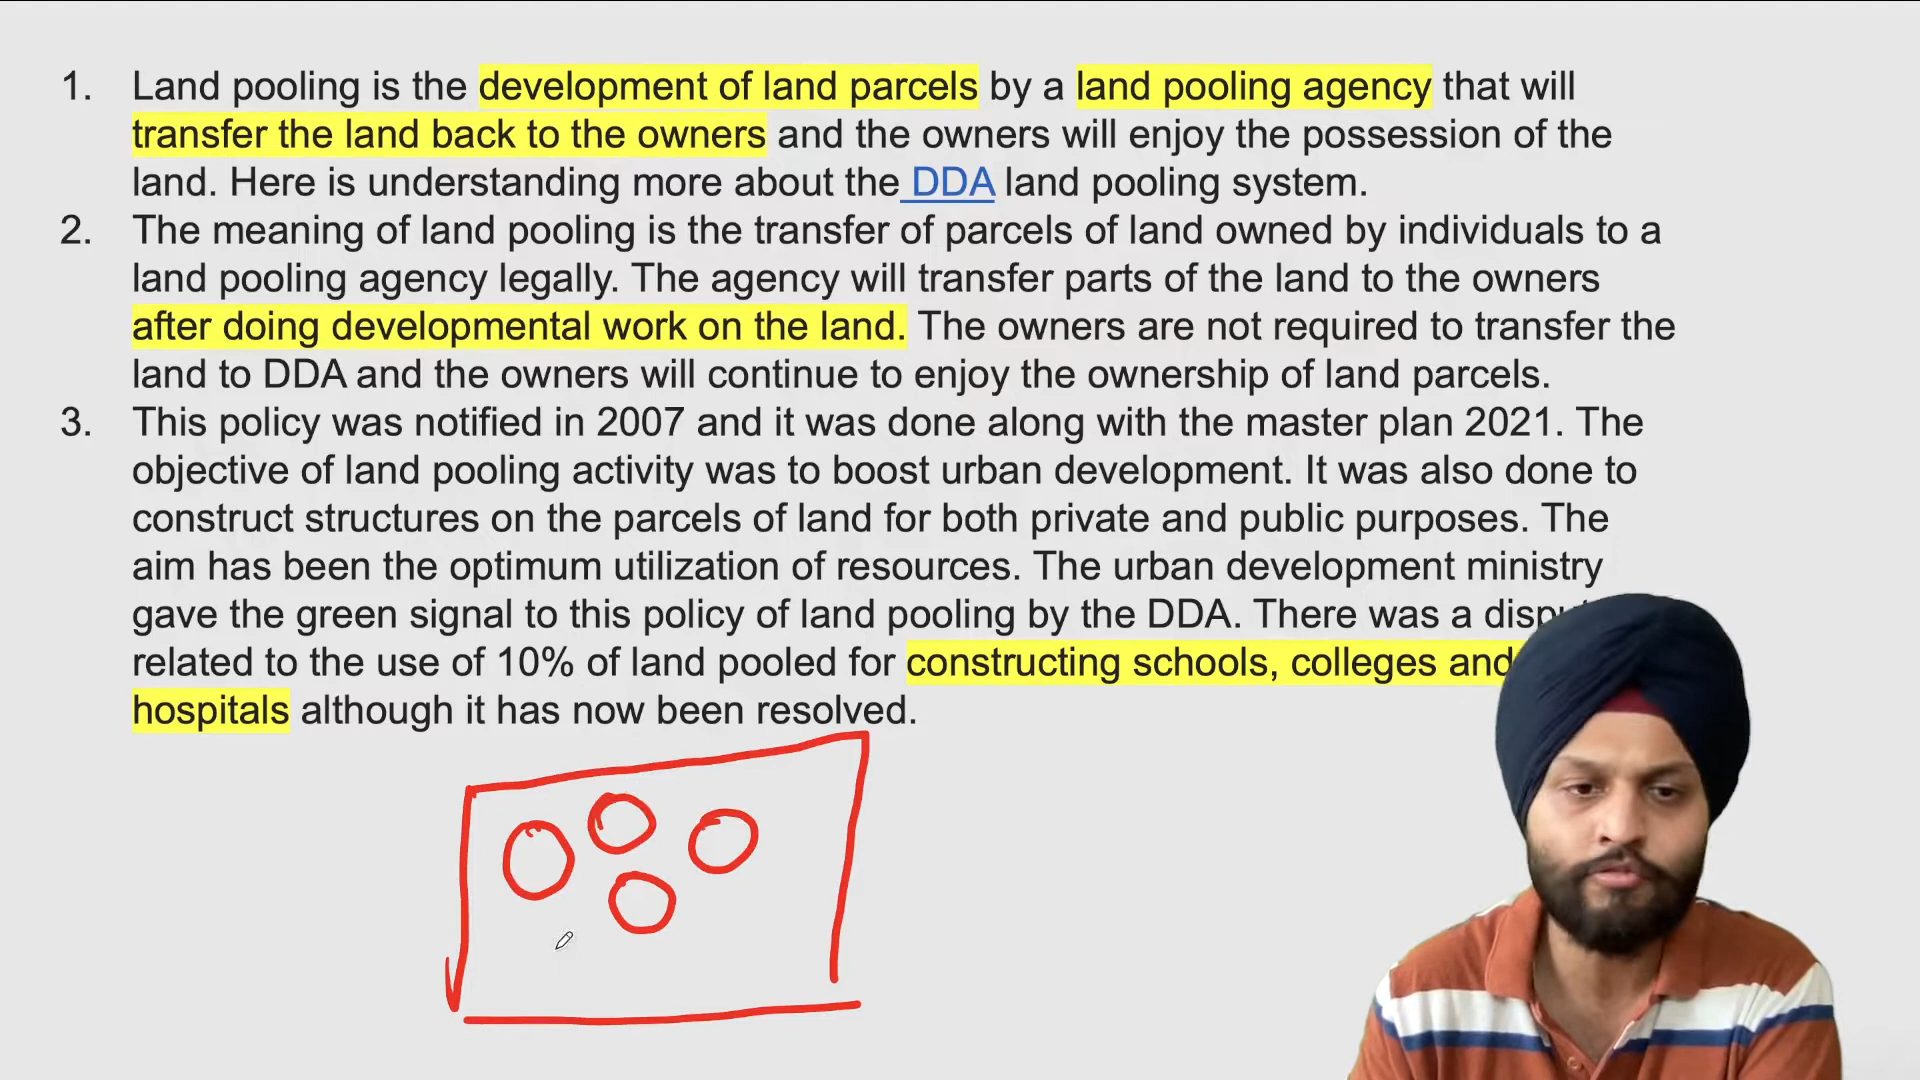 1. Land pooling is the development of land parcels by a land pooling agency that will
transfer the land back to the owners and the owners will enjoy the possession of the
land. Here is understanding more about the DDA land pooling system.
2. The meaning of land pooling is the transfer of parcels of land owned by individuals to a
land pooling agency legally. The agency will transfer parts of the land to the owners
after doing developmental work on the land. The owners are not required to transfer the
land to DDA and the owners will continue to enjoy the ownership of land parcels.
3. This policy was notified in 2007 and it was done along with the master plan 2021. The
objective of land pooling activity was to boost urban development. It was also done to
construct structures on the parcels of land for both private and public purposes. The
aim has been the optimum utilization of resources. The urban development ministry
gave the green signal to this policy of land pooling by the DDA. There was a
related to the use of 10% of land pooled for constructing schools, colleges and
hospitals although it has now been resolved.